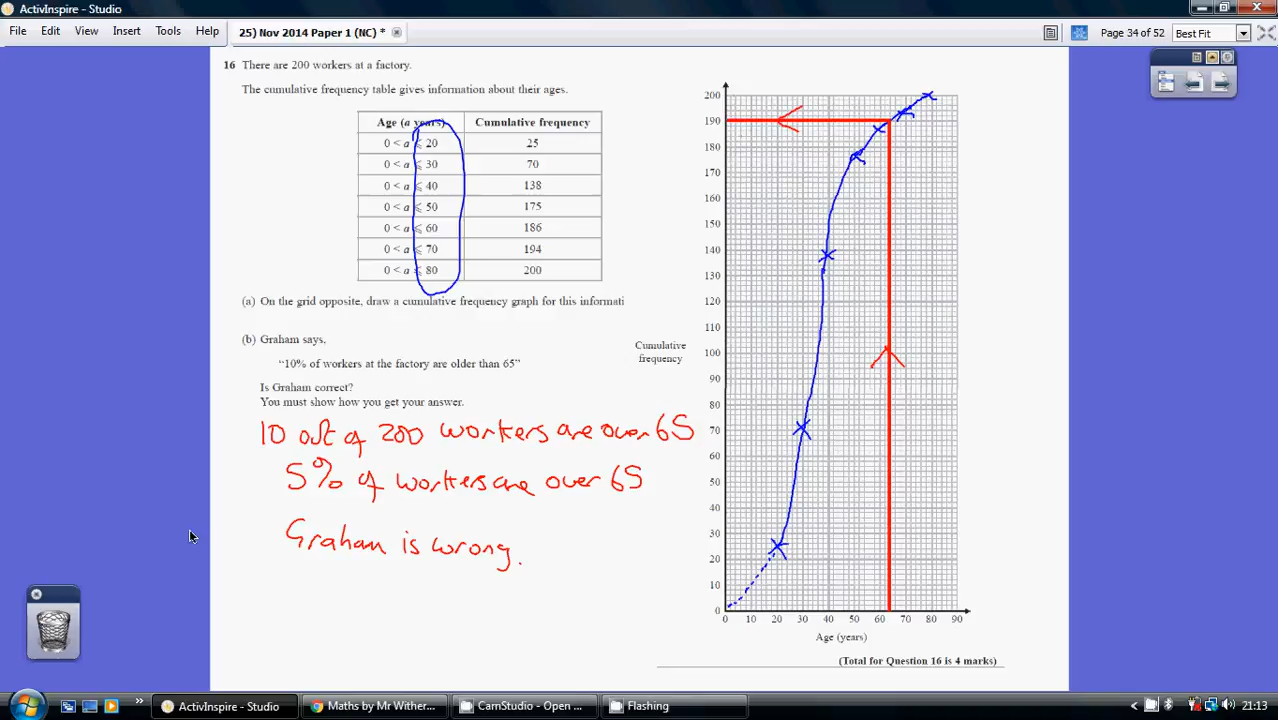 ActivInspire - Studio
File Edit View Insert Tools Help
25) Nov 2014 Paper 1 (NC) *
Page 34 of 52
Best Fit
16 There are 200 workers at a factory.
The cumulative frequency table gives information about their ages.
Age (a years) Cumulative frequency
0 < a ⩽ 20 25
0 < a ⩽ 30 70
0 < a ⩽ 40 138
0 < a ⩽ 50 175
0 < a ⩽ 60 186
0 < a ⩽ 70 194
0 < a ⩽ 80 200
(a) On the grid opposite, draw a cumulative frequency graph for this informati
(b) Graham says,
“10% of workers at the factory are older than 65”
Is Graham correct?
You must show how you get your answer.
10 out of 200 workers are over 65
5% of workers are over 65
Graham is wrong.
Cumulative
frequency
200
190
180
170
160
150
140
130
120
110
100
90
80
70
60
50
40
30
20
10
0
0 10 20 30 40 50 60 70 80 90
Age (years)
(Total for Question 16 is 4 marks)
ActivInspire - Studio
Maths by Mr Wither...
CamStudio - Open ...
Flashing
21:13